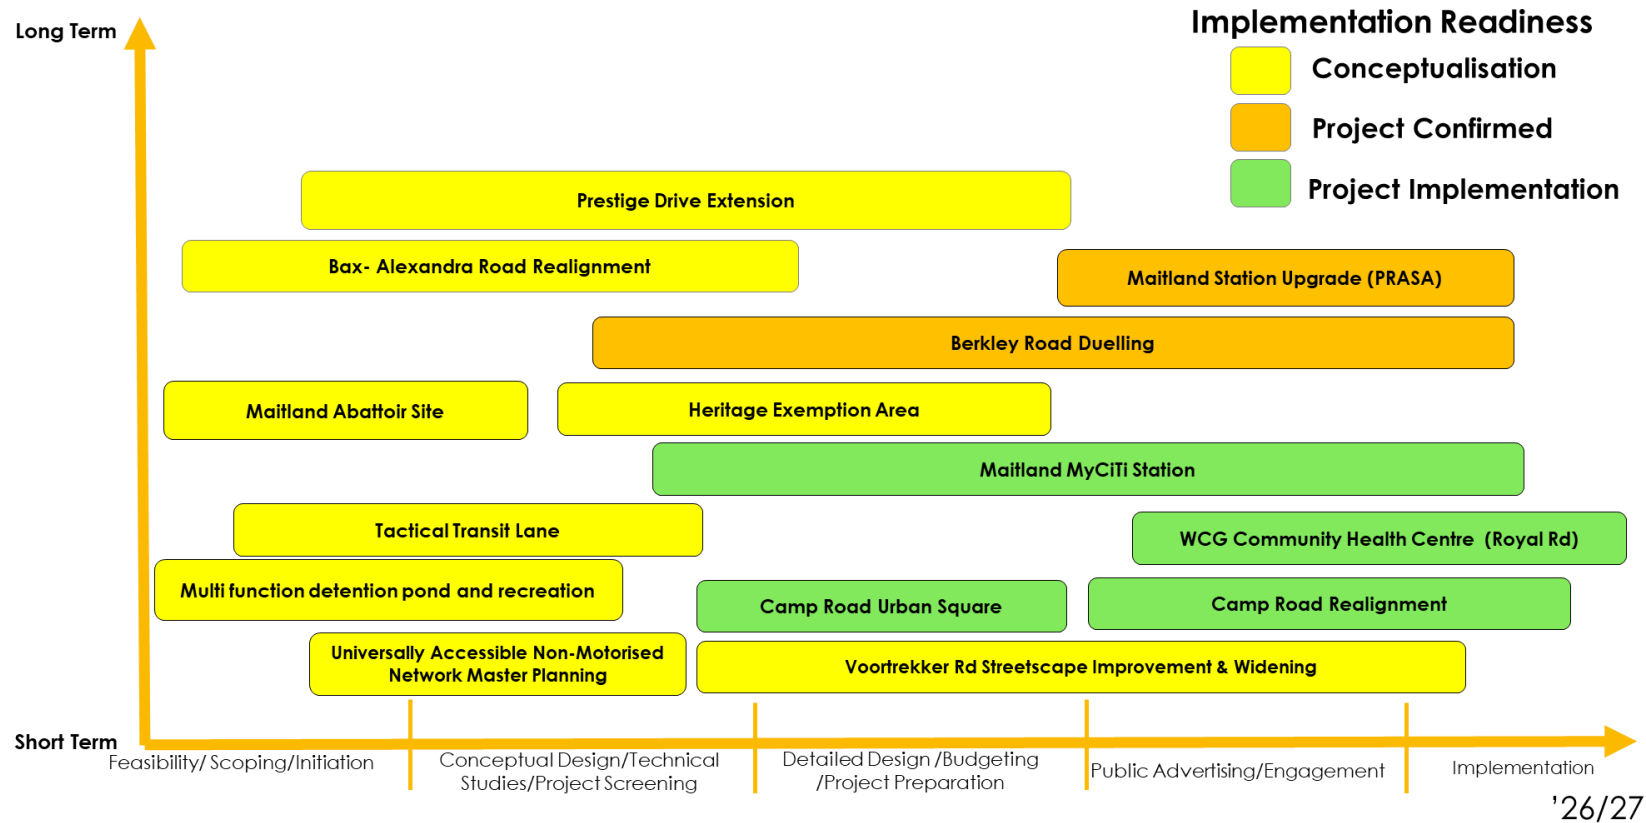 Long Term
Implementation Readiness
Conceptualisation
Project Confirmed
Project Implementation
Prestige Drive Extension
Bax- Alexandra Road Realignment
Maitland Station Upgrade (PRASA)
Berkley Road Duelling
Maitland Abattoir Site
Heritage Exemption Area
Maitland MyCiTi Station
Tactical Transit Lane
WCG Community Health Centre (Royal Rd)
Multi function detention pond and recreation
Camp Road Urban Square
Camp Road Realignment
Universally Accessible Non-Motorised
Network Master Planning
Voortrekker Rd Streetscape Improvement & Widening
Short Term
Feasibility/ Scoping/Initiation
Conceptual Design/Technical
Studies/Project Screening
Detailed Design /Budgeting
/Project Preparation
Public Advertising/Engagement
Implementation
’26/27